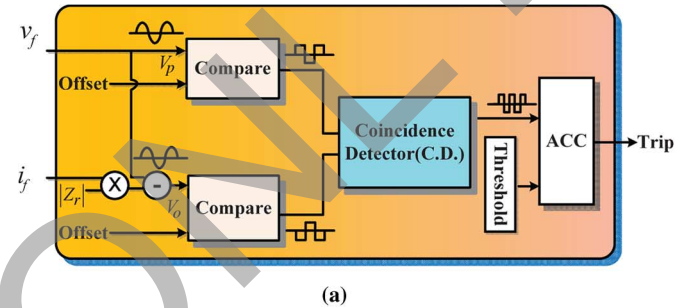 v_f
V_p
Compare
Offset
Coincidence
Detector(C.D.)
ACC
Trip
Threshold
i_f
X
-
|Z_r|
V_o
Compare
Offset
(a)